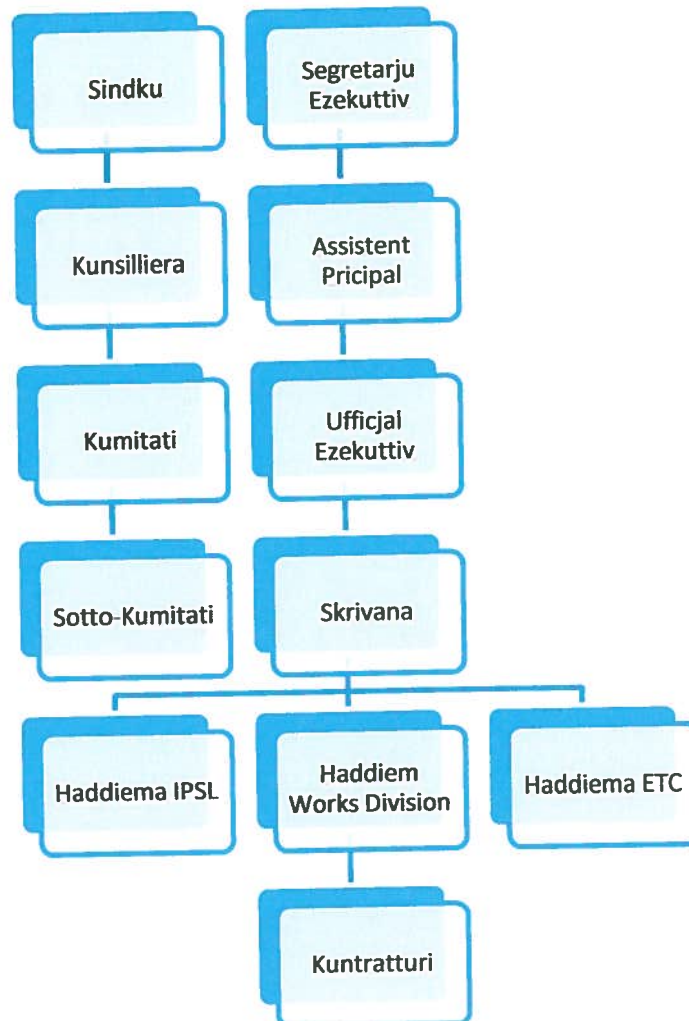 Sindku
Segretarju
Ezekuttiv
Kunsilliera
Assistent
Pricipal
Kumitati
Ufficjal
Ezekuttiv
Sotto-Kumitati
Skrivana
Haddiema IPSL
Haddiem
Works Division
Haddiema ETC
Kuntratturi